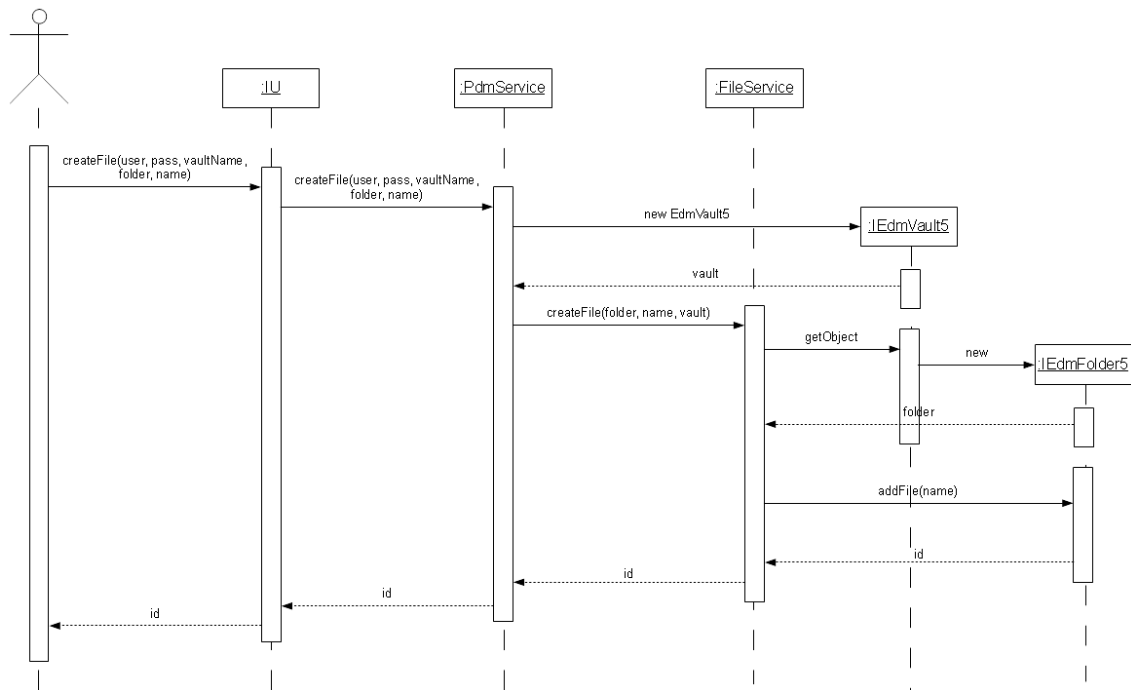 :IU
:PdmService
:FileService
createFile(user, pass, vaultName,
folder, name)
createFile(user, pass, vaultName,
folder, name)
new EdmVault5
:IEdmVault5
vault
createFile(folder, name, vault)
getObject
new
:IEdmFolder5
folder
addFile(name)
id
id
id
id